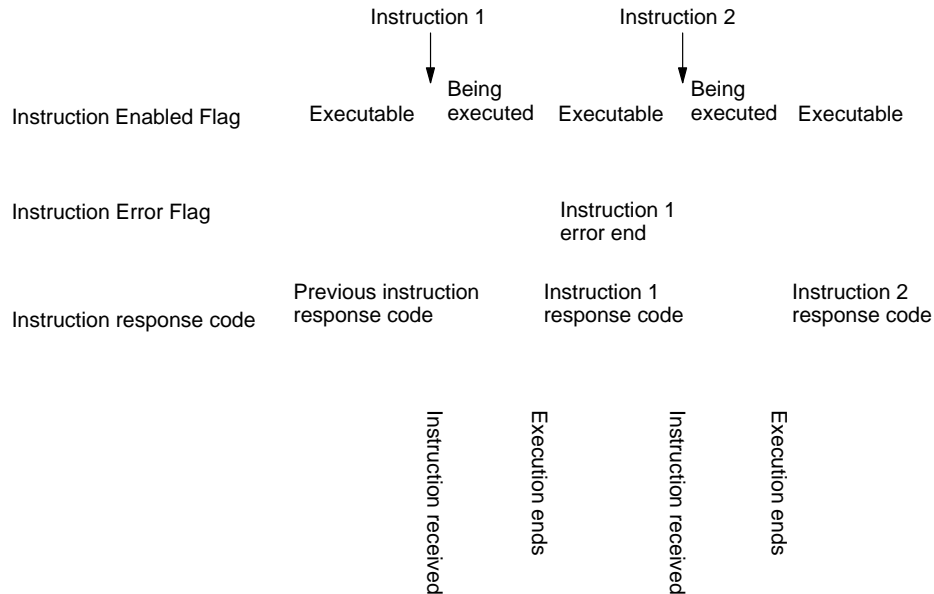 Instruction 1
Instruction 2
Instruction Enabled Flag
Executable
Being
executed
Executable
Being
executed
Executable
Instruction Error Flag
Instruction 1
error end
Instruction response code
Previous instruction
response code
Instruction 1
response code
Instruction 2
response code
Instruction received
Execution ends
Instruction received
Execution ends